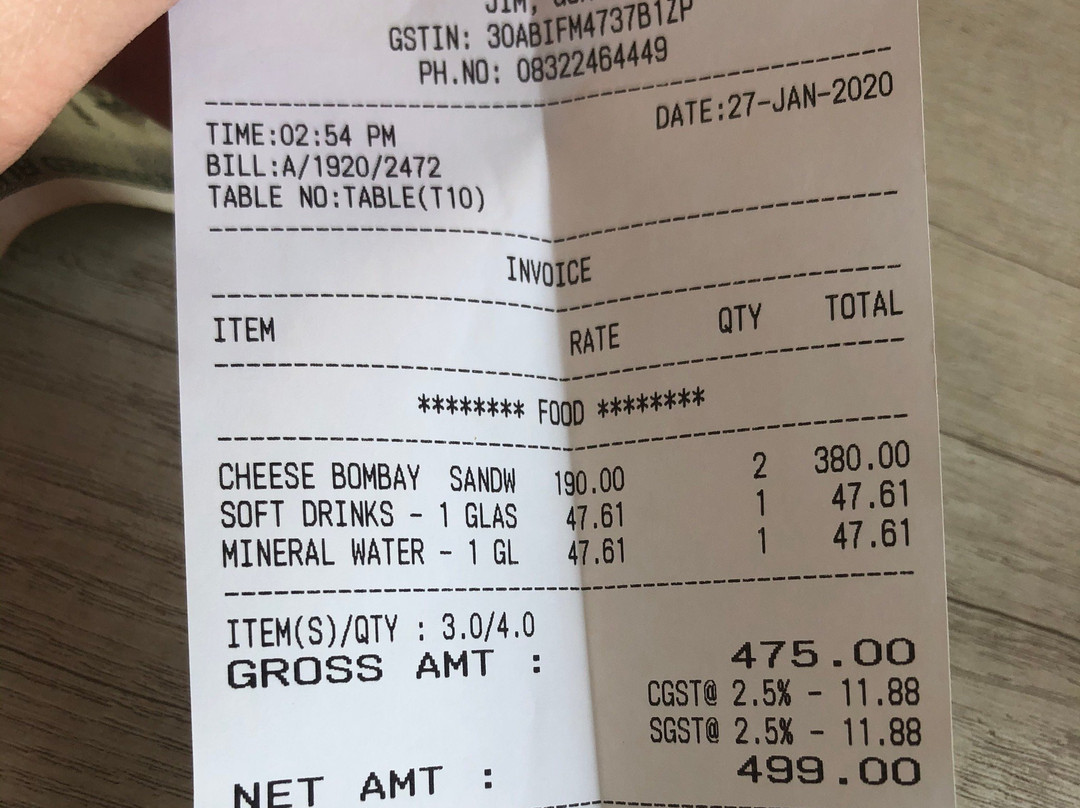 JIM,
GSTIN: 30ABIFM4737B1ZP
PH.NO: 08322464449
DATE:27-JAN-2020
TIME:02:54 PM
BILL:A/1920/2472
TABLE NO:TABLE(T10)
INVOICE
ITEM RATE QTY TOTAL
******** FOOD ********
CHEESE BOMBAY SANDW 190.00 2 380.00
SOFT DRINKS - 1 GLAS 47.61 1 47.61
MINERAL WATER - 1 GL 47.61 1 47.61
ITEM(S)/QTY : 3.0/4.0
GROSS AMT : 475.00
CGST@ 2.5% - 11.88
SGST@ 2.5% - 11.88
NET AMT : 499.00